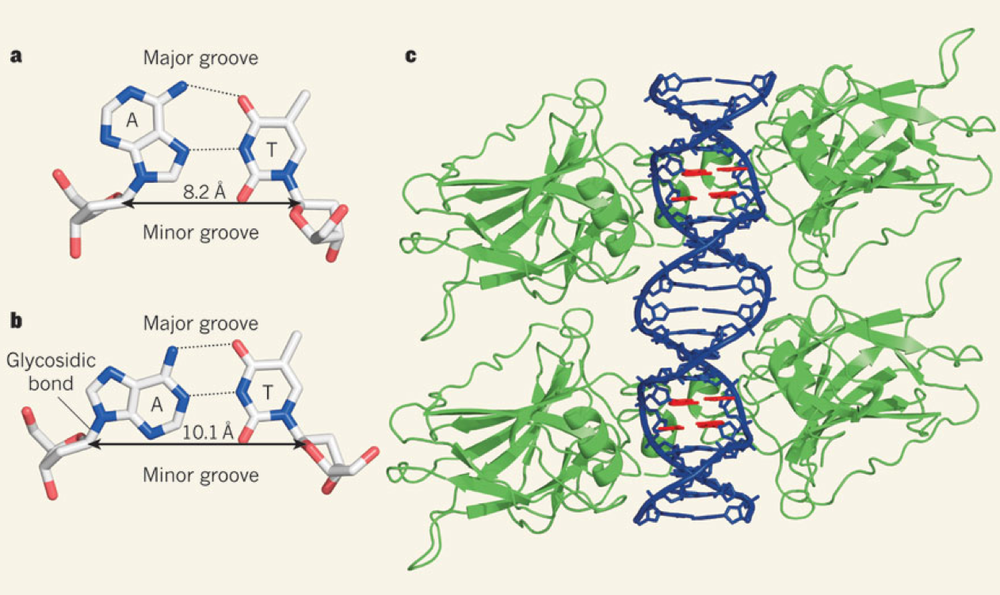 a
Major groove
A
T
8.2 Å
Minor groove
b
Major groove
Glycosidic
bond
A
T
10.1 Å
Minor groove
c